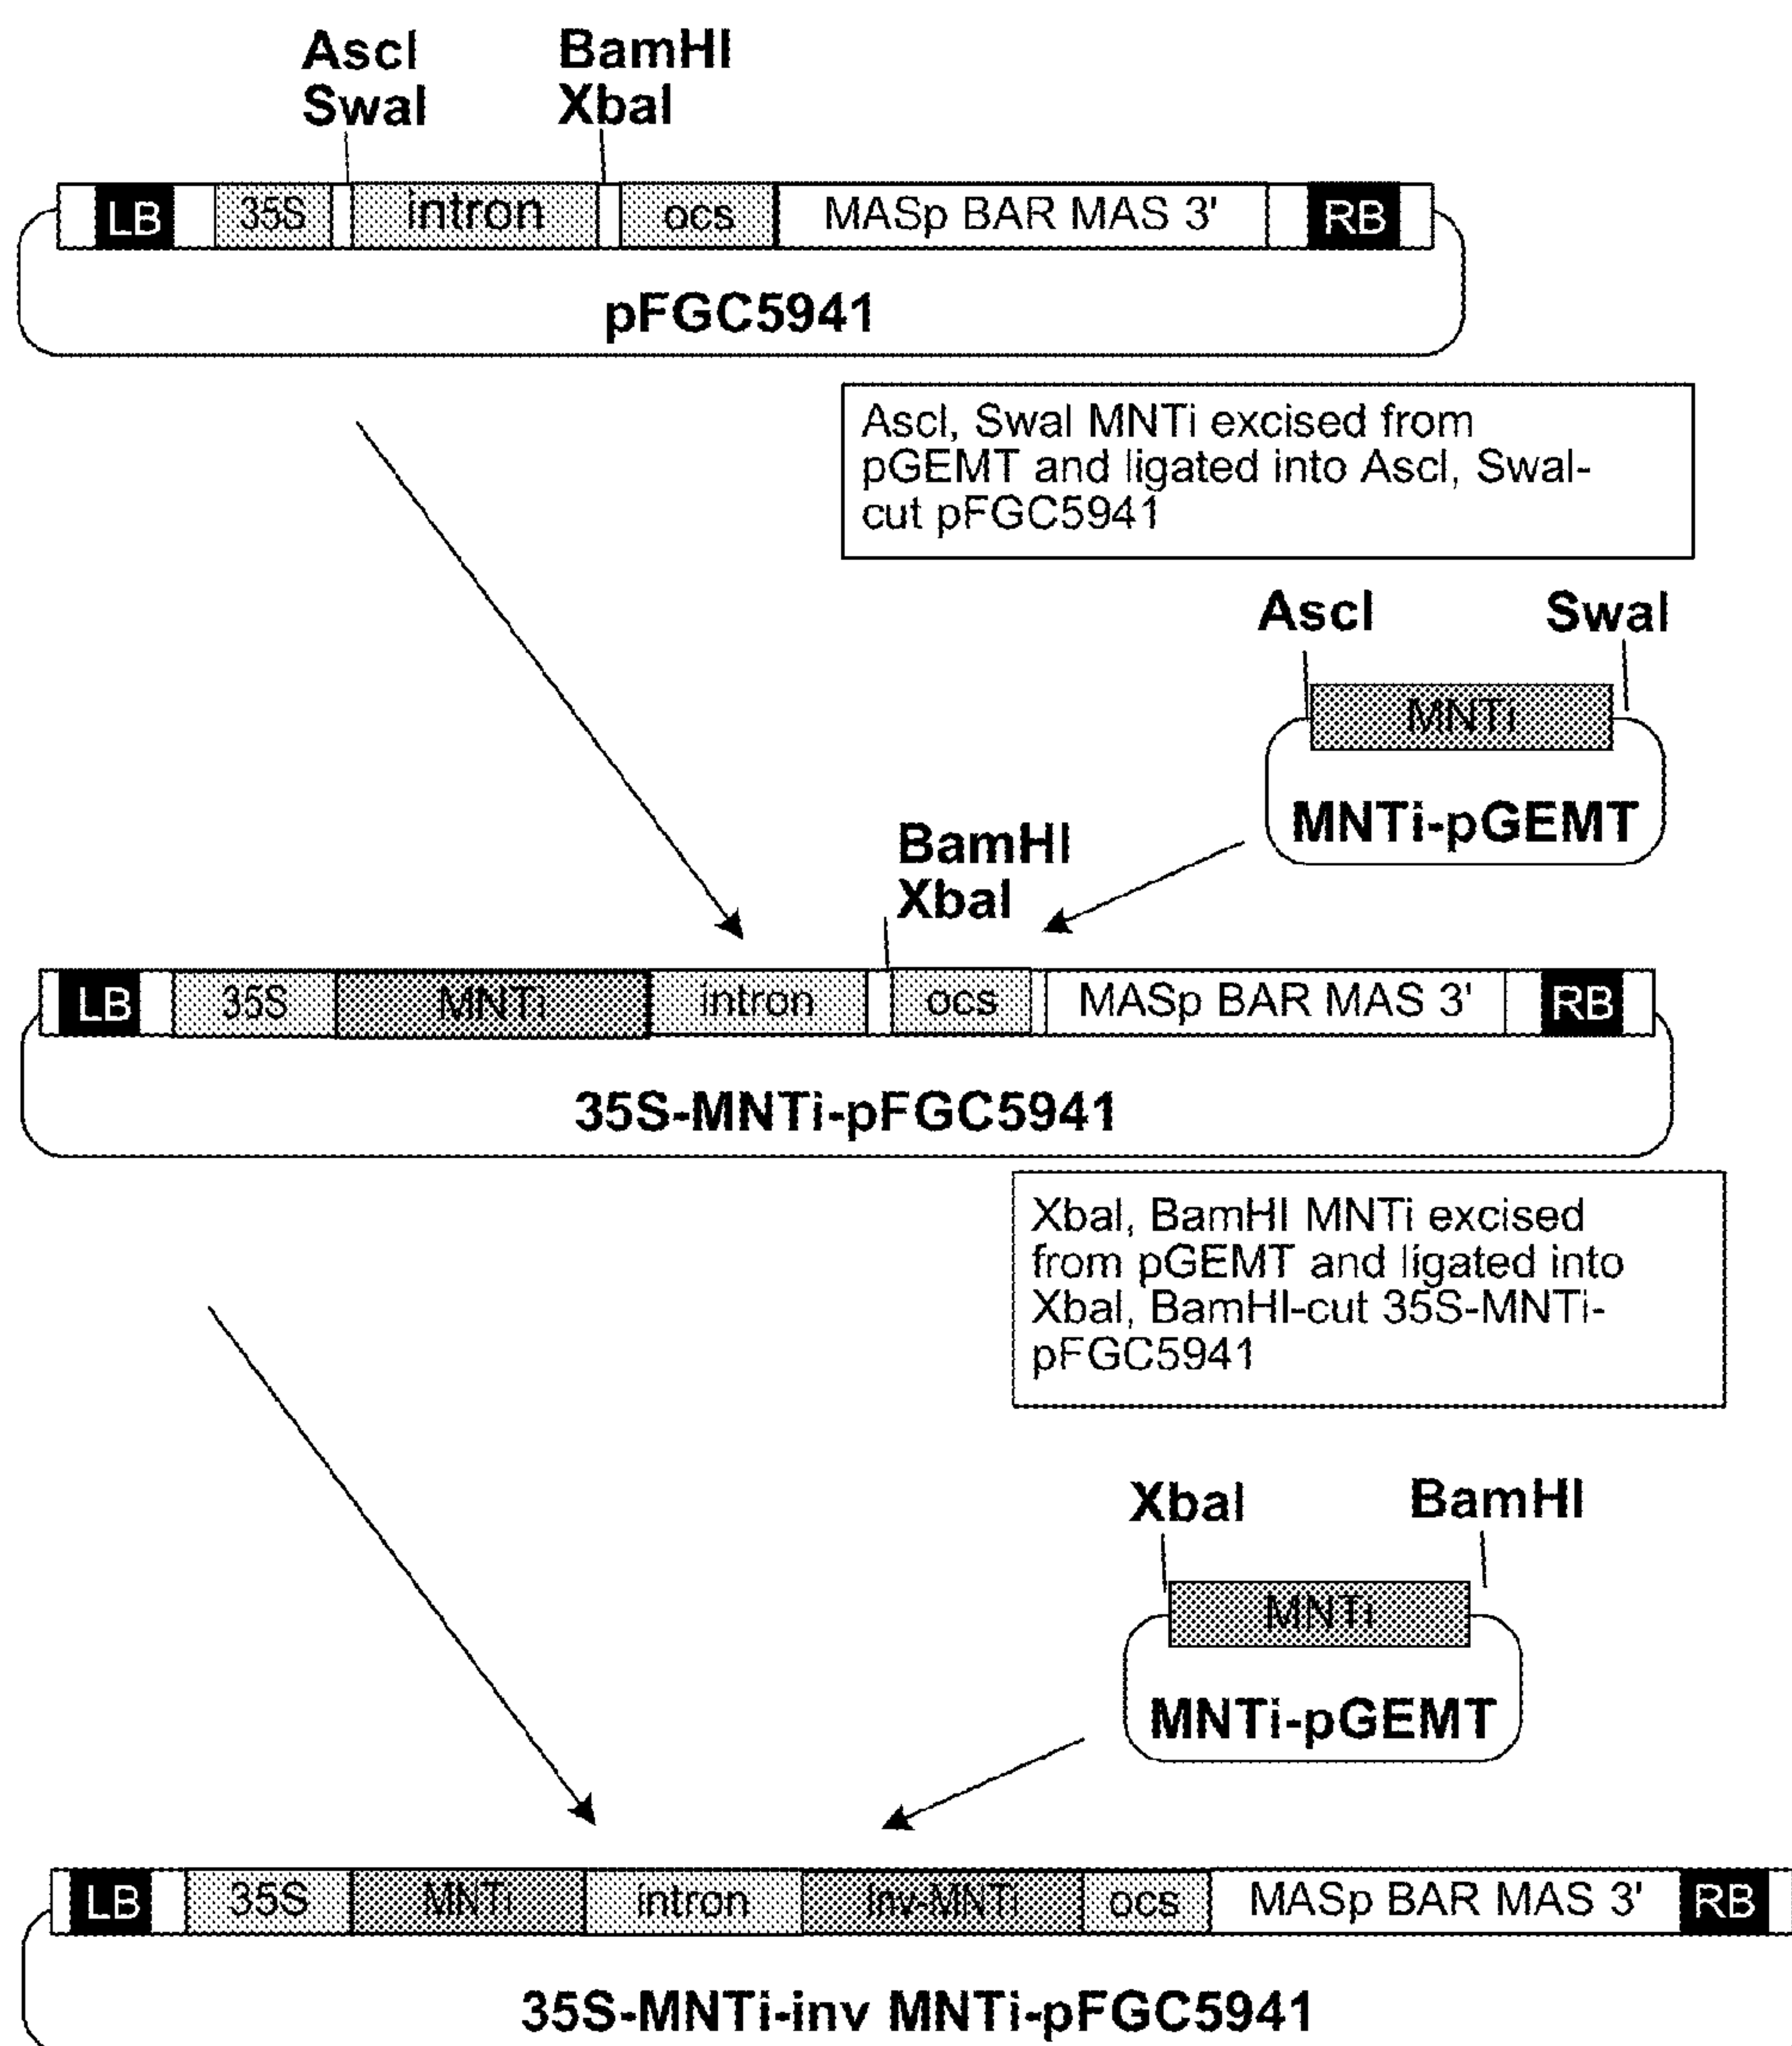 AscI
SwaI
BamHI
XbaI
LB 35S intron ocs MASp BAR MAS 3' RB
pFGC5941
AscI, SwaI MNTi excised from
pGEMT and ligated into AscI, SwaI-
cut pFGC5941
AscI SwaI
MNTi
MNTi-pGEMT
BamHI
XbaI
LB 35S MNTi intron ocs MASp BAR MAS 3' RB
35S-MNTi-pFGC5941
XbaI, BamHI MNTi excised
from pGEMT and ligated into
XbaI, BamHI-cut 35S-MNTi-
pFGC5941
XbaI BamHI
MNTi
MNTi-pGEMT
LB 35S MNTi intron Inv-MNTi ocs MASp BAR MAS 3' RB
35S-MNTi-inv MNTi-pFGC5941